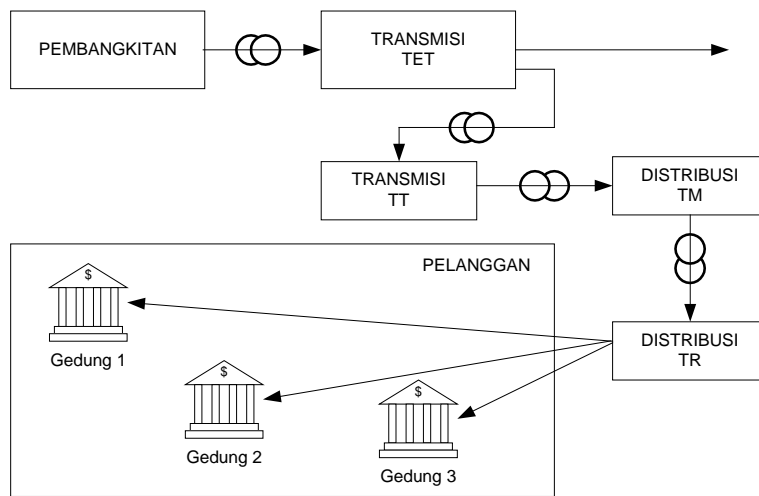 PEMBANGKITAN
TRANSMISI
TET
TRANSMISI
TT
DISTRIBUSI
TM
PELANGGAN
$
Gedung 1
DISTRIBUSI
TR
$
Gedung 2
$
Gedung 3